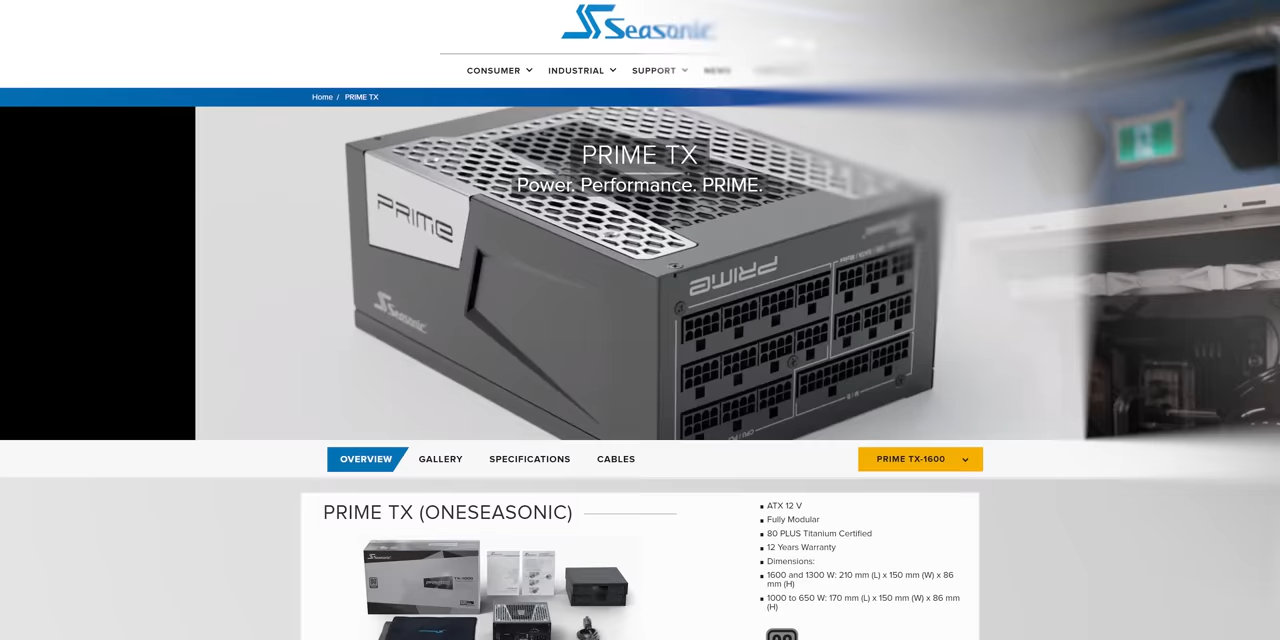 Seasonic
CONSUMER
INDUSTRIAL
SUPPORT
NEWS
Home / PRIME TX
PRIME TX
Power. Performance. PRIME.
PRIME
PRIME
Seasonic
OVERVIEW
GALLERY
SPECIFICATIONS
CABLES
PRIME TX-1600
PRIME TX (ONESEASONIC)
ATX 12 V
Fully Modular
80 PLUS Titanium Certified
12 Years Warranty
Dimensions:
1600 and 1300 W: 210 mm (L) x 150 mm (W) x 86
mm (H)
1000 to 650 W: 170 mm (L) x 150 mm (W) x 86 mm
(H)
Seasonic